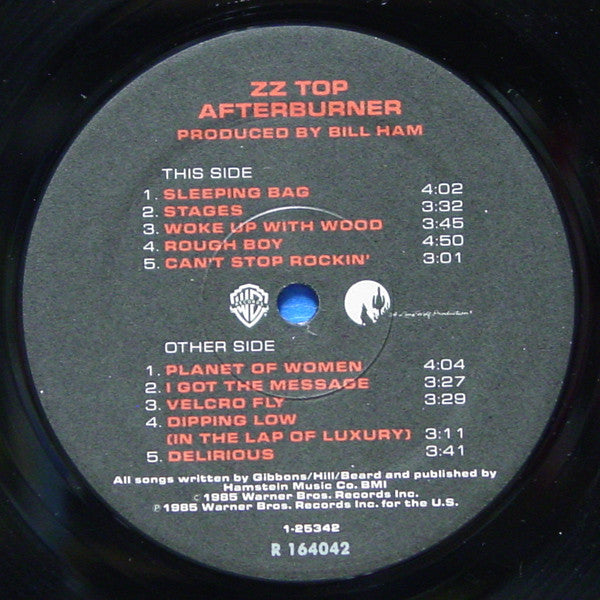 ZZ TOP
AFTERBURNER
PRODUCED BY BILL HAM
THIS SIDE
1. SLEEPING BAG 4:02
2. STAGES 3:32
3. WOKE UP WITH WOOD 3:45
4. ROUGH BOY 4:50
5. CAN'T STOP ROCKIN' 3:01
A Lone Wolf Production
OTHER SIDE
1. PLANET OF WOMEN 4:04
2. I GOT THE MESSAGE 3:27
3. VELCRO FLY 3:29
4. DIPPING LOW
(IN THE LAP OF LUXURY) 3:11
5. DELIRIOUS 3:41
All songs written by Gibbons/Hill/Beard and published by
Hamstein Music Co. BMI
© 1985 Warner Bros. Records Inc.
℗ 1985 Warner Bros. Records Inc. for the U.S.
1-25342
R 164042